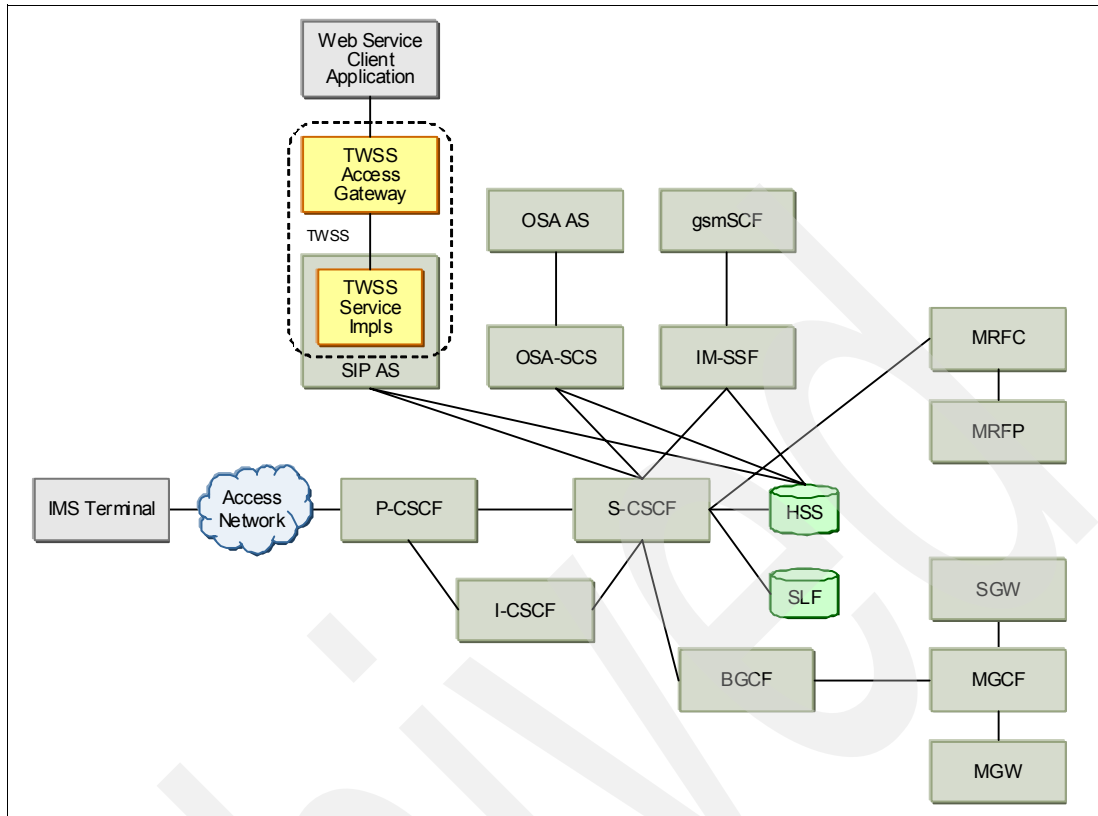 Web Service
Client
Application
TWSS
Access
Gateway
TWSS
TWSS
Service
Impls
SIP AS
OSA AS
gsmSCF
OSA-SCS
IM-SSF
MRFC
MRFP
IMS Terminal
Access
Network
P-CSCF
S-CSCF
HSS
I-CSCF
SLF
SGW
BGCF
MGCF
MGW